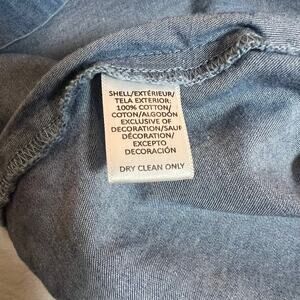 SHELL/EXTÉRIEUR/
TELA EXTERIOR:
100% COTTON/
COTON/ALGODÓN
EXCLUSIVE OF
DECORATION/SAUF
DÉCORATION/
EXCEPTO
DECORACIÓN
DRY CLEAN ONLY